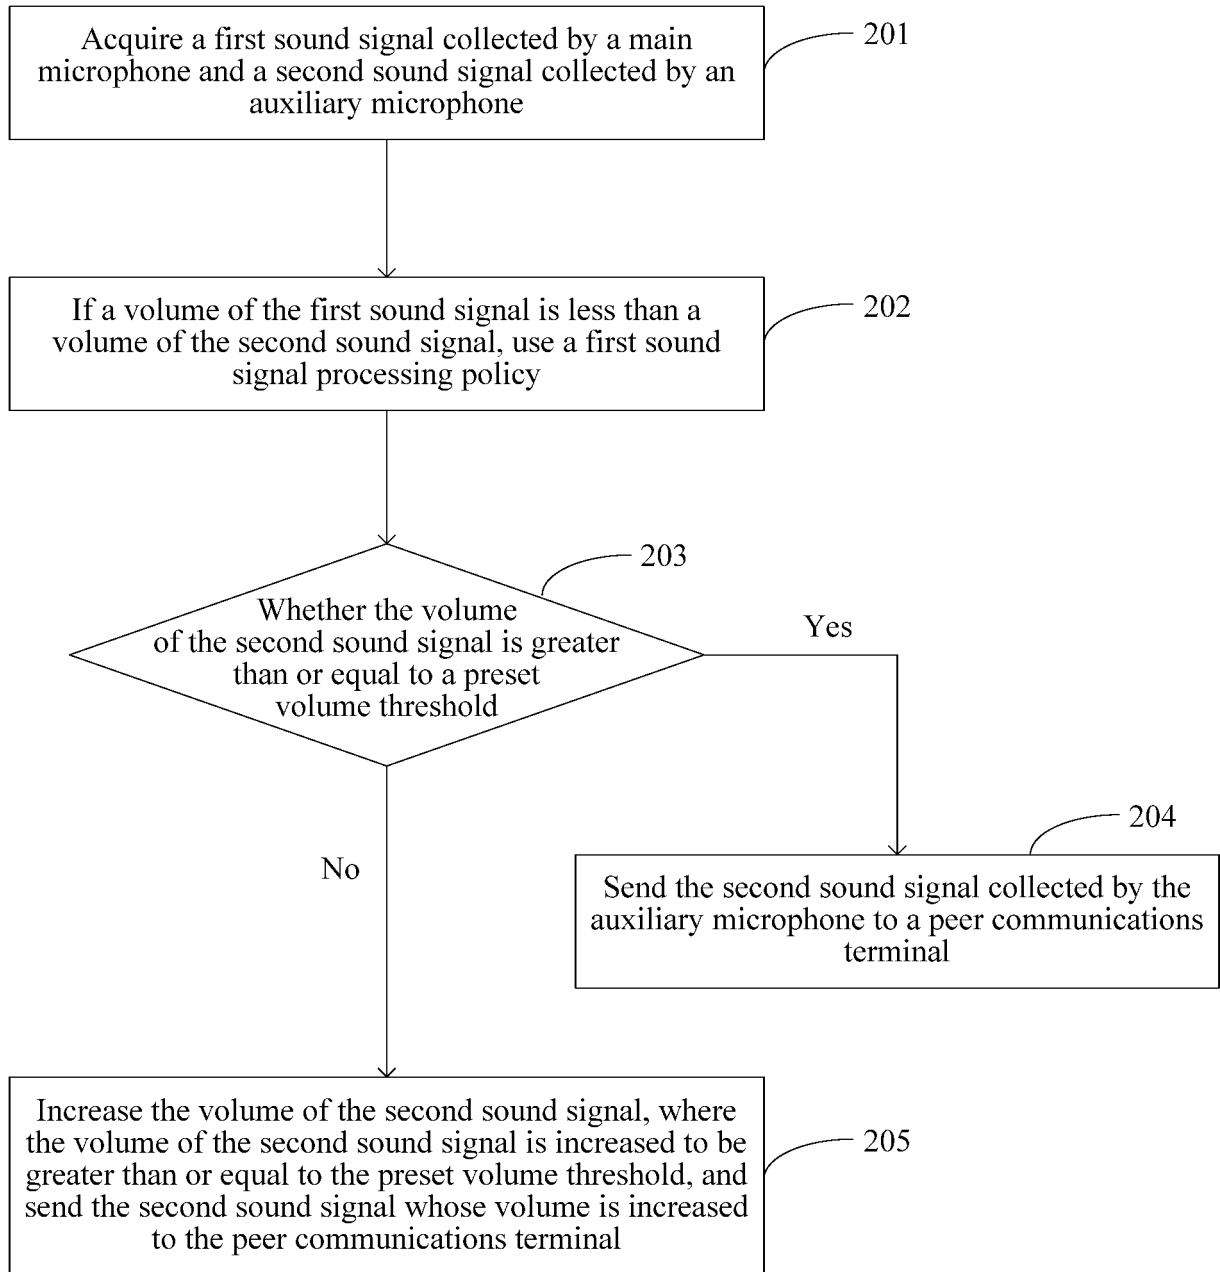 Acquire a first sound signal collected by a main
microphone and a second sound signal collected by an
auxiliary microphone
201
If a volume of the first sound signal is less than a
volume of the second sound signal, use a first sound
signal processing policy
202
203
Whether the volume
of the second sound signal is greater
than or equal to a preset
volume threshold
Yes
No
204
Send the second sound signal collected by the
auxiliary microphone to a peer communications
terminal
Increase the volume of the second sound signal, where
the volume of the second sound signal is increased to be
greater than or equal to the preset volume threshold, and
send the second sound signal whose volume is increased
to the peer communications terminal
205